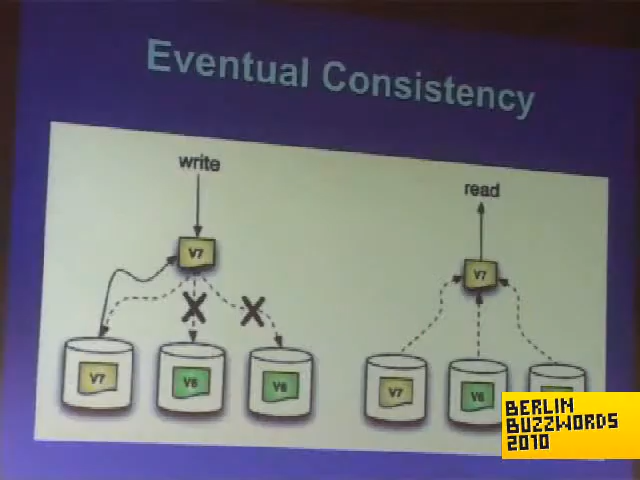 Eventual Consistency
write
read
V7
V7
V7
V6
V6
V7
V6
BERLIN
BUZZWORDS
2010